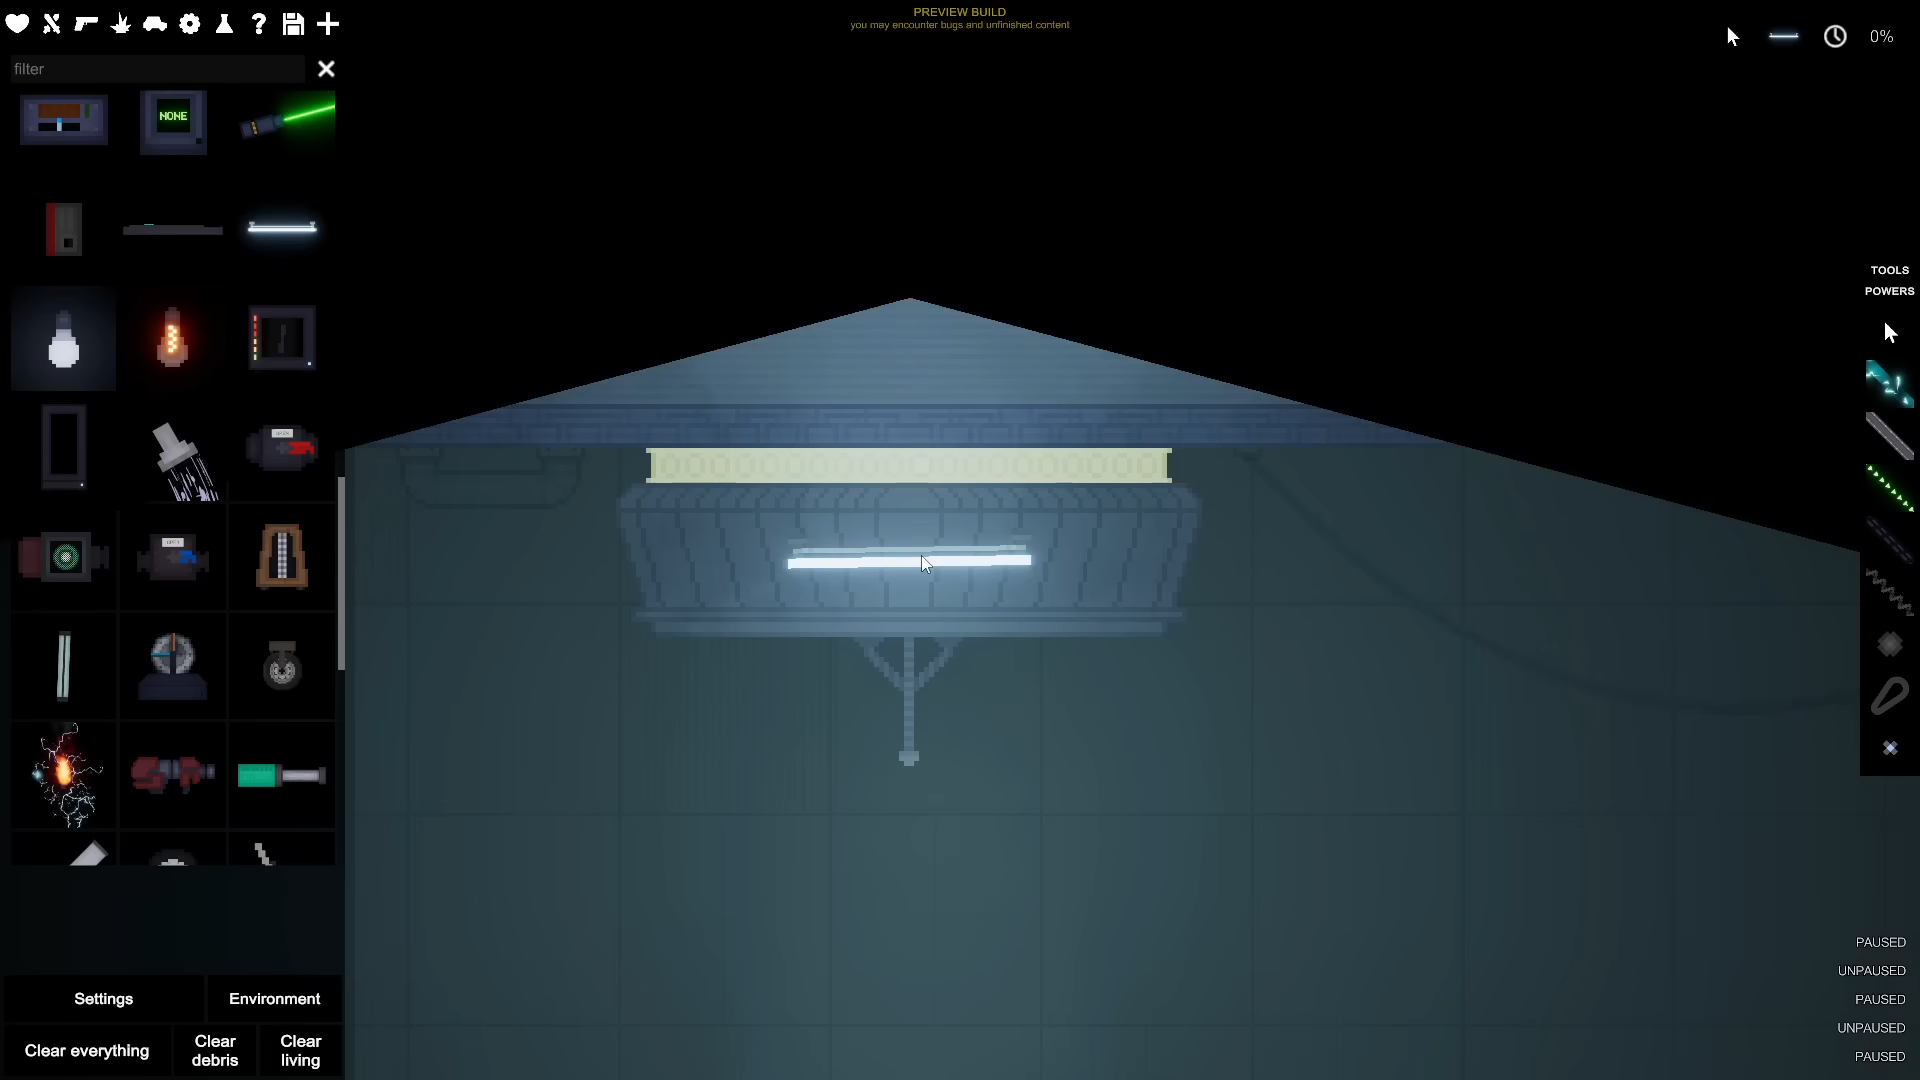 PREVIEW BUILD
you may encounter bugs and unfinished content
0%
filter
NONE
TOOLS
POWERS
PAUSED
UNPAUSED
PAUSED
UNPAUSED
PAUSED
Settings
Environment
Clear everything
Clear debris
Clear living